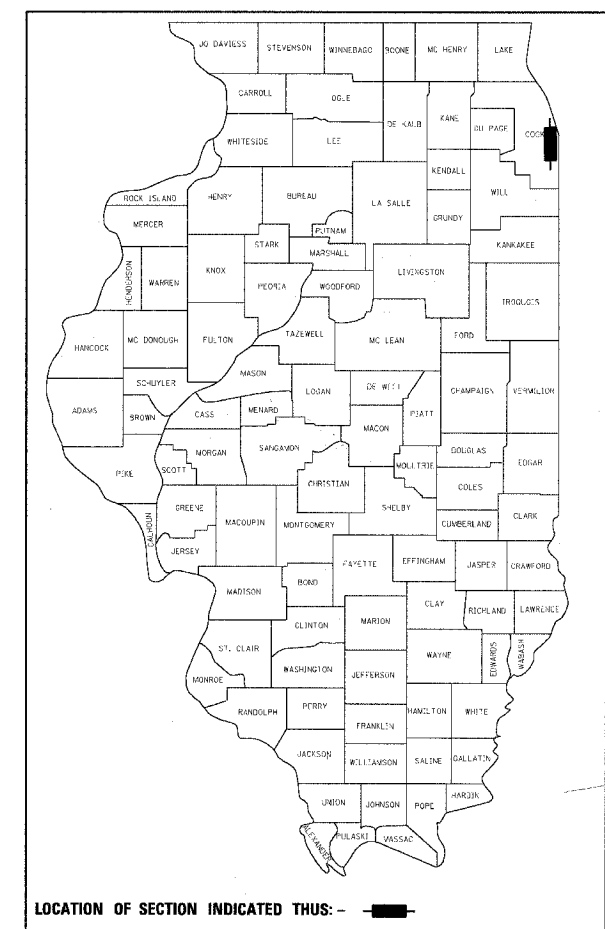 JO DAVIESS STEVENSON WINNEBAGO BOONE MC HENRY LAKE
CARROLL OGLE DE KALB KANE DU PAGE COOK
WHITESIDE LEE KENDALL WILL
ROCK ISLAND HENRY BUREAU LA SALLE GRUNDY
MERCER PUTNAM KANKAKEE
HENDERSON WARREN KNOX STARK MARSHALL LIVINGSTON
PEORIA WOODFORD IROQUOIS
HANCOCK MC DONOUGH FULTON TAZEWELL MC LEAN FORD
SCHUYLER MASON LOGAN DE WITT CHAMPAIGN VERMILION
ADAMS BROWN CASS MENARD PIATT
MORGAN SANGAMON MACON DOUGLAS
PIKE SCOTT CHRISTIAN MOULTRIE EDGAR
COLES
GREENE SHELBY
CALHOUN MACOUPIN MONTGOMERY CUMBERLAND CLARK
JERSEY
FAYETTE EFFINGHAM JASPER CRAWFORD
BOND
MADISON CLAY RICHLAND LAWRENCE
CLINTON MARION
ST. CLAIR WAYNE EDWARDS WABASH
WASHINGTON JEFFERSON
MONROE
RANDOLPH PERRY HAMILTON WHITE
FRANKLIN
JACKSON WILLIAMSON SALINE GALLATIN
UNION JOHNSON POPE HARDIN
ALEXANDER PULASKI MASSAC
LOCATION OF SECTION INDICATED THUS: -